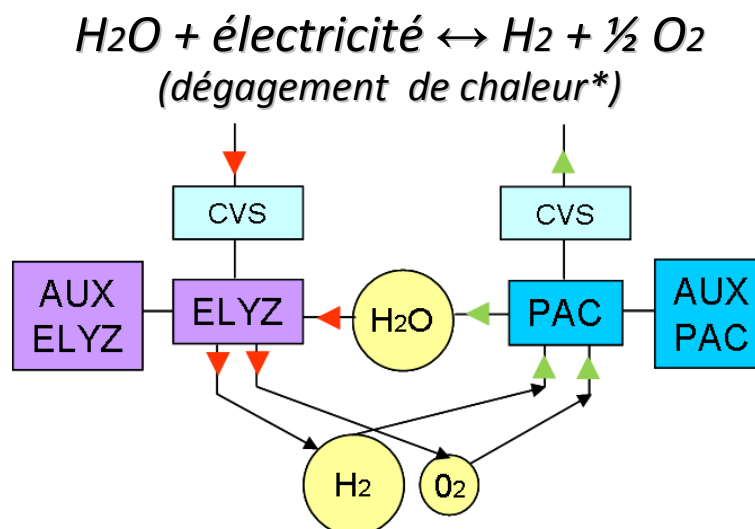 H₂O + électricité ↔ H₂ + ½ O₂
(dégagement de chaleur*)
CVS
CVS
AUX
ELYZ
ELYZ
H₂O
PAC
AUX
PAC
H₂
0₂